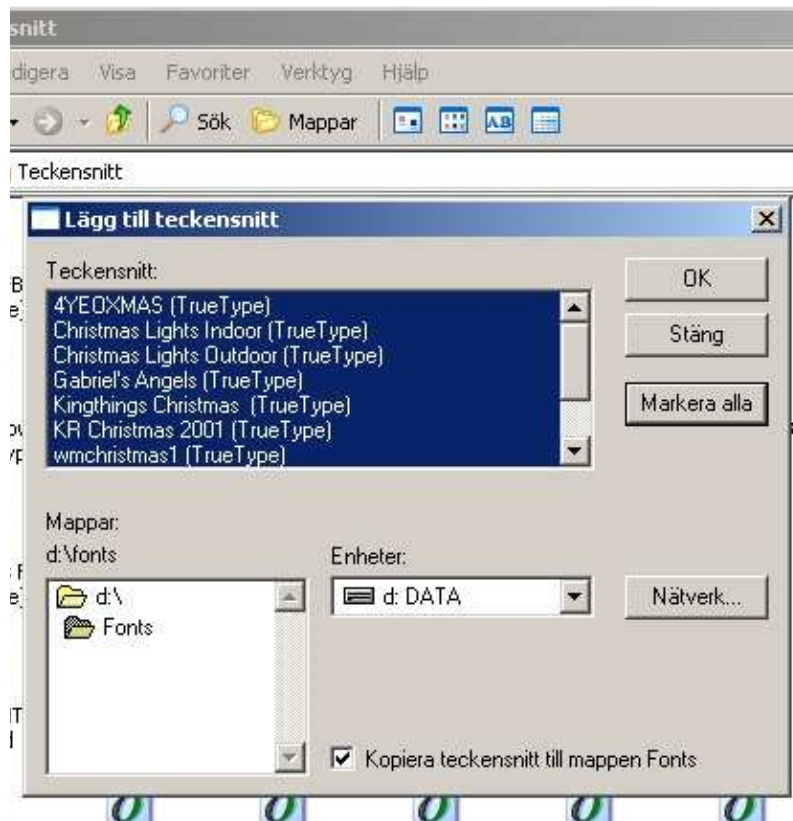 snitt
digera Visa Favoriter Verktyg Hjälp
Sök Mappar
Teckensnitt
Lägg till teckensnitt
Teckensnitt:
OK
4YEOXMAS (TrueType)
Christmas Lights Indoor (TrueType)
Christmas Lights Outdoor (TrueType)
Gabriel's Angels (TrueType)
Kingthings Christmas (TrueType)
KR Christmas 2001 (TrueType)
wmchristmas1 (TrueType)
Stäng
Markera alla
Mappar:
d:\fonts
Enheter:
d:\
Fonts
d: DATA
Nätverk...
Kopiera teckensnitt till mappen Fonts